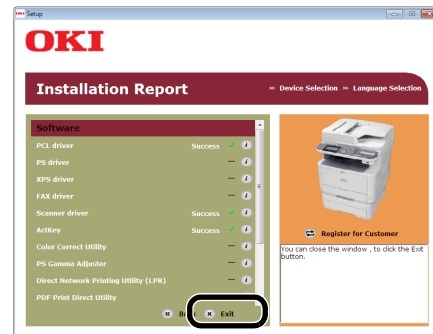 OKI Setup
OKI
Installation Report
» Device Selection » Language Selection
Software
PCL driver Success ✓ i
PS driver — i
XPS driver — i
FAX driver — i
Scanner driver Success ✓ i
ActKey Success ✓ i
Color Correct Utility — i
PS Gamma Adjuster — i
Direct Network Printing Utility (LPR) — i
PDF Print Direct Utility — i
Exit
Register for Customer
You can close the window , to click the Exit
button.